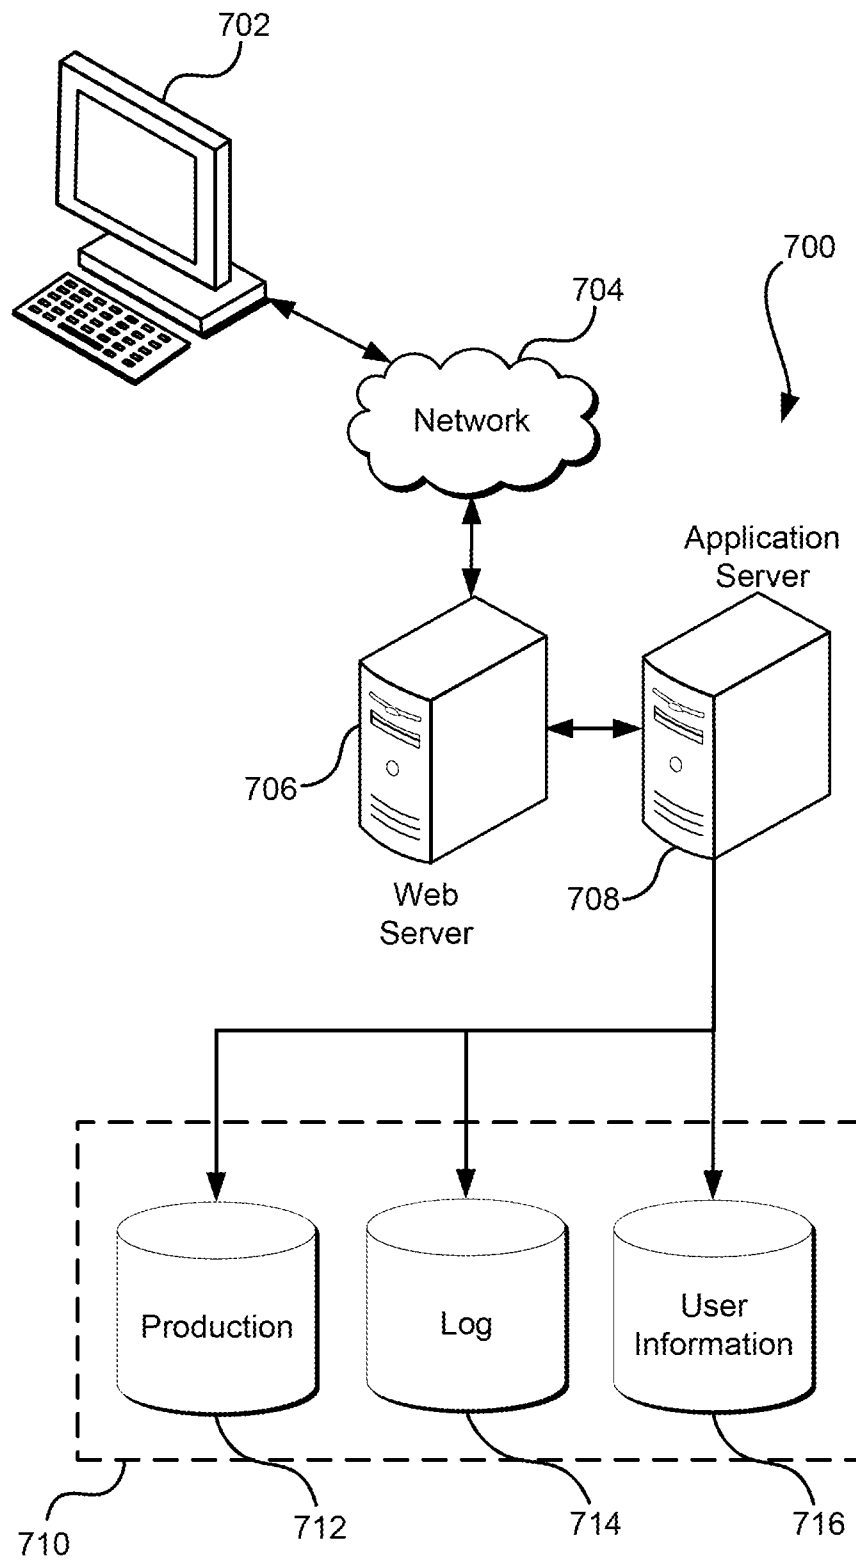 702
700
704
Network
Application
Server
706
708
Web
Server
Production
Log
User
Information
710
712
714
716